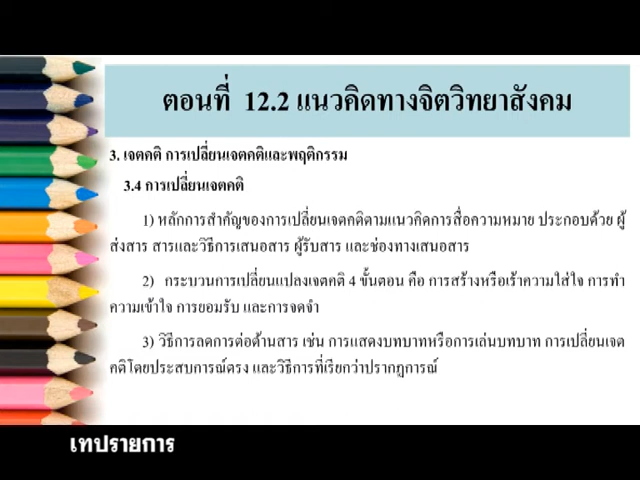 ตอนที่ 12.2 แนวคิดทางจิตวิทยาสังคม
3. เจตคติ การเปลี่ยนเจตคติและพฤติกรรม
3.4 การเปลี่ยนเจตคติ
1) หลักการสำคัญของการเปลี่ยนเจตคติตามแนวคิดการสื่อความหมาย ประกอบด้วย ผู้
ส่งสาร สารและวิธีการเสนอสาร ผู้รับสาร และช่องทางเสนอสาร
2) กระบวนการเปลี่ยนแปลงเจตคติ 4 ขั้นตอน คือ การสร้างหรือเร้าความใส่ใจ การทำ
ความเข้าใจ การยอมรับ และการจดจำ
3) วิธีการลดการต่อต้านสาร เช่น การแสดงบทบาทหรือการเล่นบทบาท การเปลี่ยนเจต
คติโดยประสบการณ์ตรง และวิธีการที่เรียกว่าปรากฏการณ์
เทปรายการ